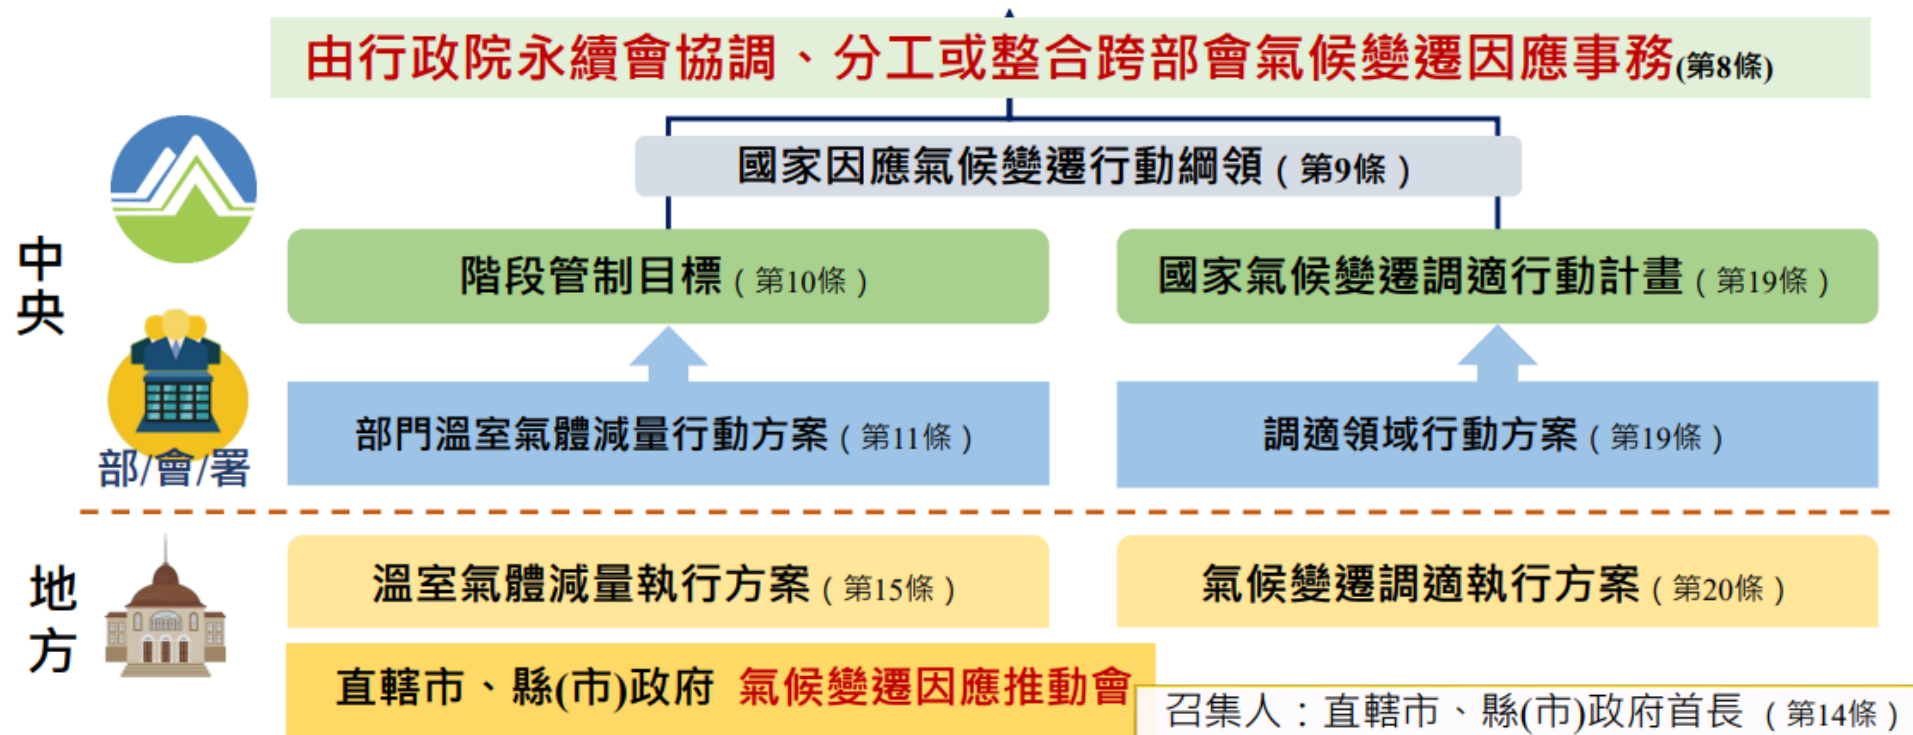 由行政院永續會協調、分工或整合跨部會氣候變遷因應事務(第8條)
國家因應氣候變遷行動綱領(第9條)
中央
階段管制目標(第10條)
國家氣候變遷調適行動計畫(第19條)
部門溫室氣體減量行動方案(第11條)
調適領域行動方案(第19條)
部/會/署
地方
溫室氣體減量執行方案(第15條)
氣候變遷調適執行方案(第20條)
直轄市、縣(市)政府 氣候變遷因應推動會
召集人:直轄市、縣(市)政府首長(第14條)